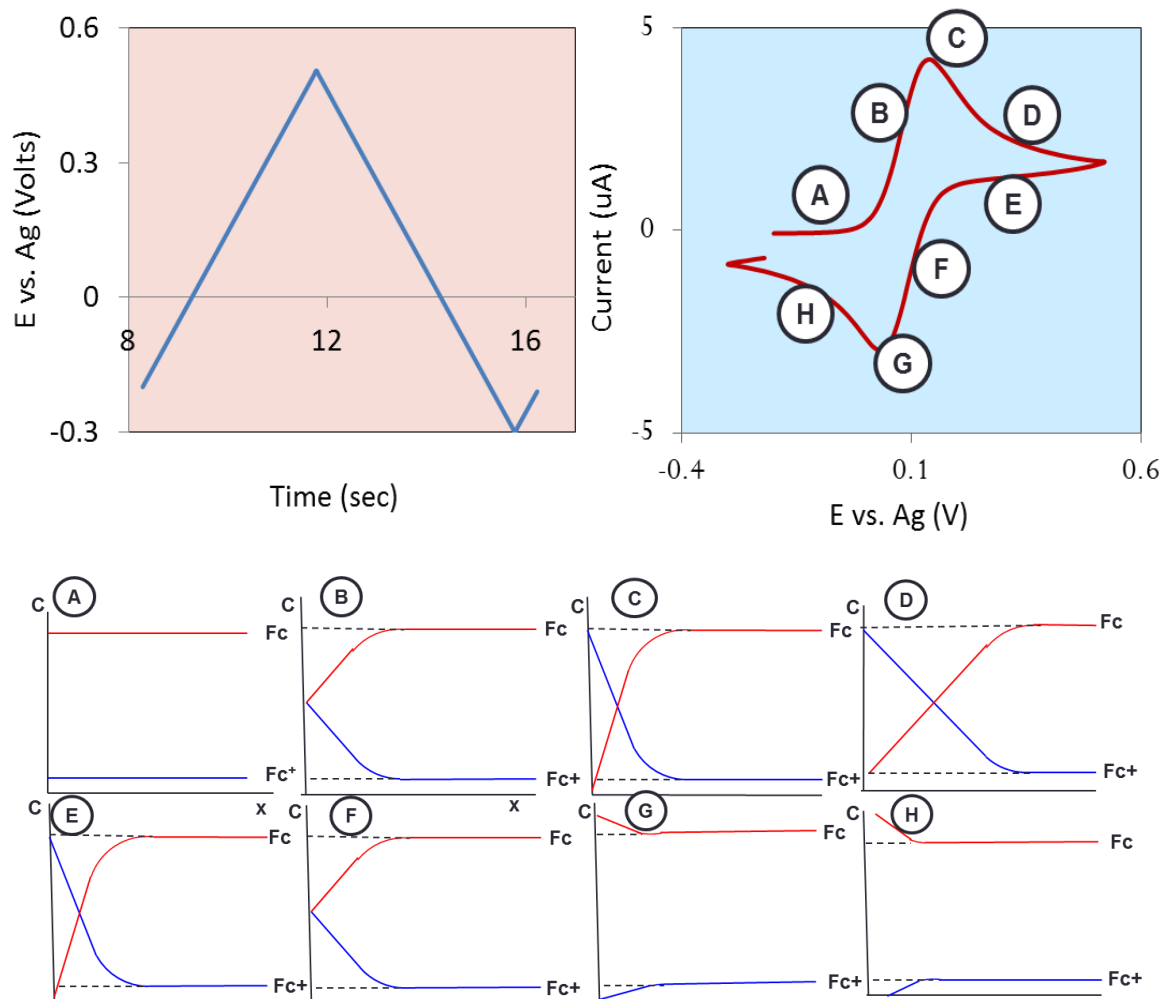 0.6
0.3
0
-0.3
8
12
16
E vs. Ag (Volts)
Time (sec)
5
0
-5
-0.4
0.1
0.6
Current (uA)
E vs. Ag (V)
A
B
C
D
E
F
G
H
C
A
Fc
Fc+
x
C
B
Fc
Fc+
x
C
C
Fc
Fc+
C
D
Fc
Fc+
C
E
Fc
Fc+
C
F
Fc
Fc+
C
G
Fc
Fc+
C
H
Fc
Fc+